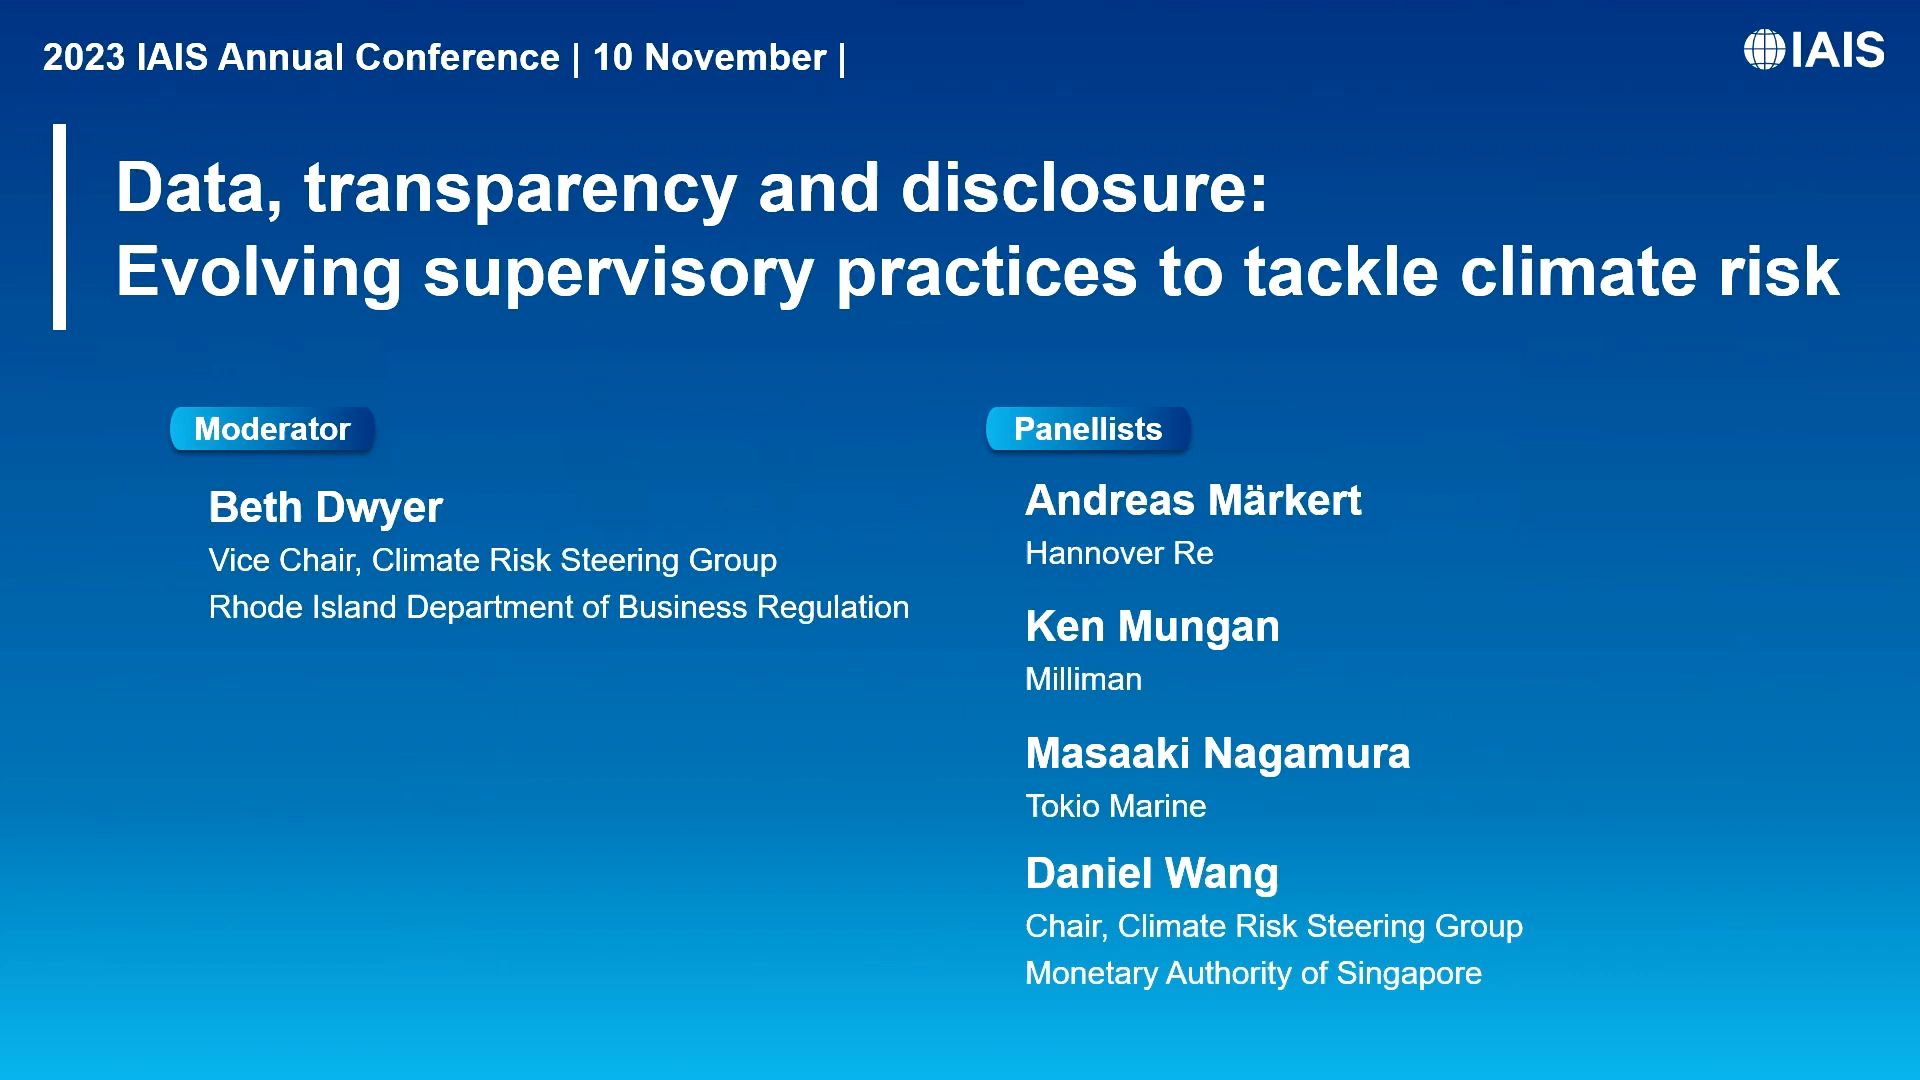 2023 IAIS Annual Conference | 10 November |
IAIS
Data, transparency and disclosure:
Evolving supervisory practices to tackle climate risk
Moderator
Beth Dwyer
Vice Chair, Climate Risk Steering Group
Rhode Island Department of Business Regulation
Panellists
Andreas Märkert
Hannover Re
Ken Mungan
Milliman
Masaaki Nagamura
Tokio Marine
Daniel Wang
Chair, Climate Risk Steering Group
Monetary Authority of Singapore